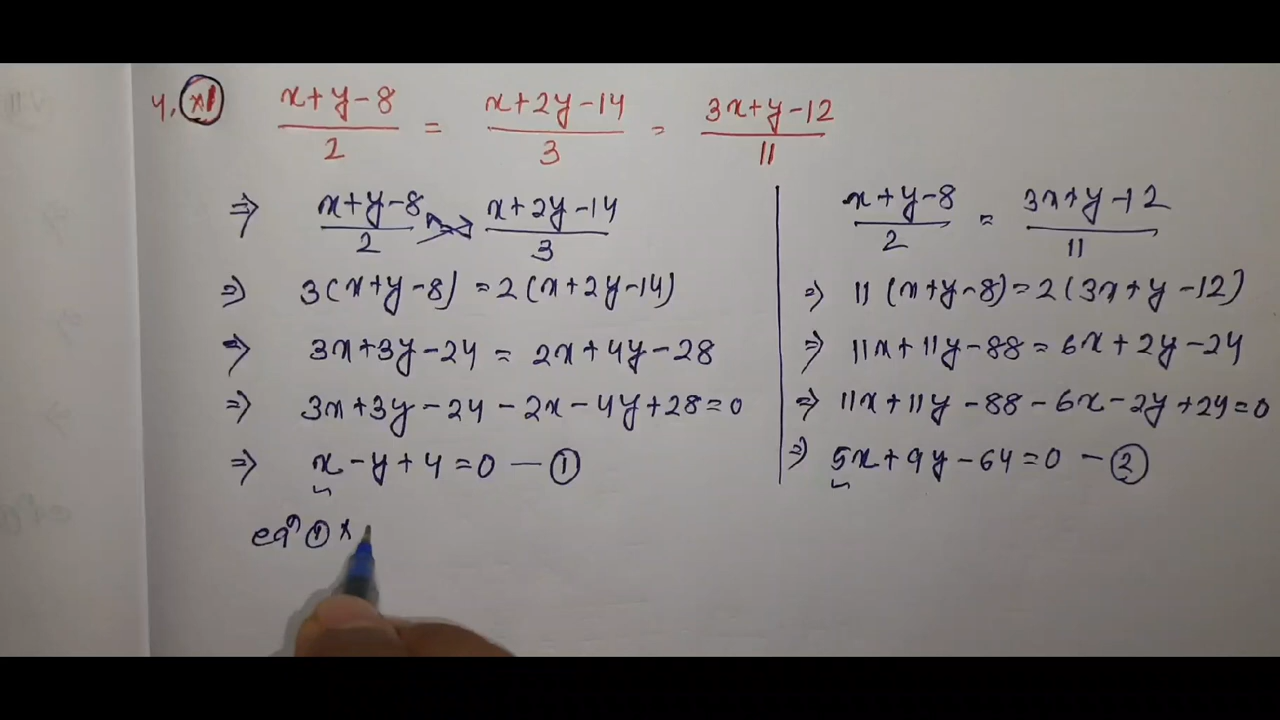 4. xi x+y-8/2 = x+2y-14/3 = 3x+y-12/11
⇒ x+y-8/2 x+2y-14/3
⇒ 3(x+y-8) = 2(x+2y-14)
⇒ 3x+3y-24 = 2x+4y-28
⇒ 3x+3y-24-2x-4y+28=0
⇒ x-y+4=0 — ①
eqn ① ×
x+y-8/2 = 3x+y-12/11
⇒ 11(x+y-8)=2(3x+y-12)
⇒ 11x+11y-88=6x+2y-24
⇒ 11x+11y-88-6x-2y+24=0
⇒ 5x+9y-64=0 — ②